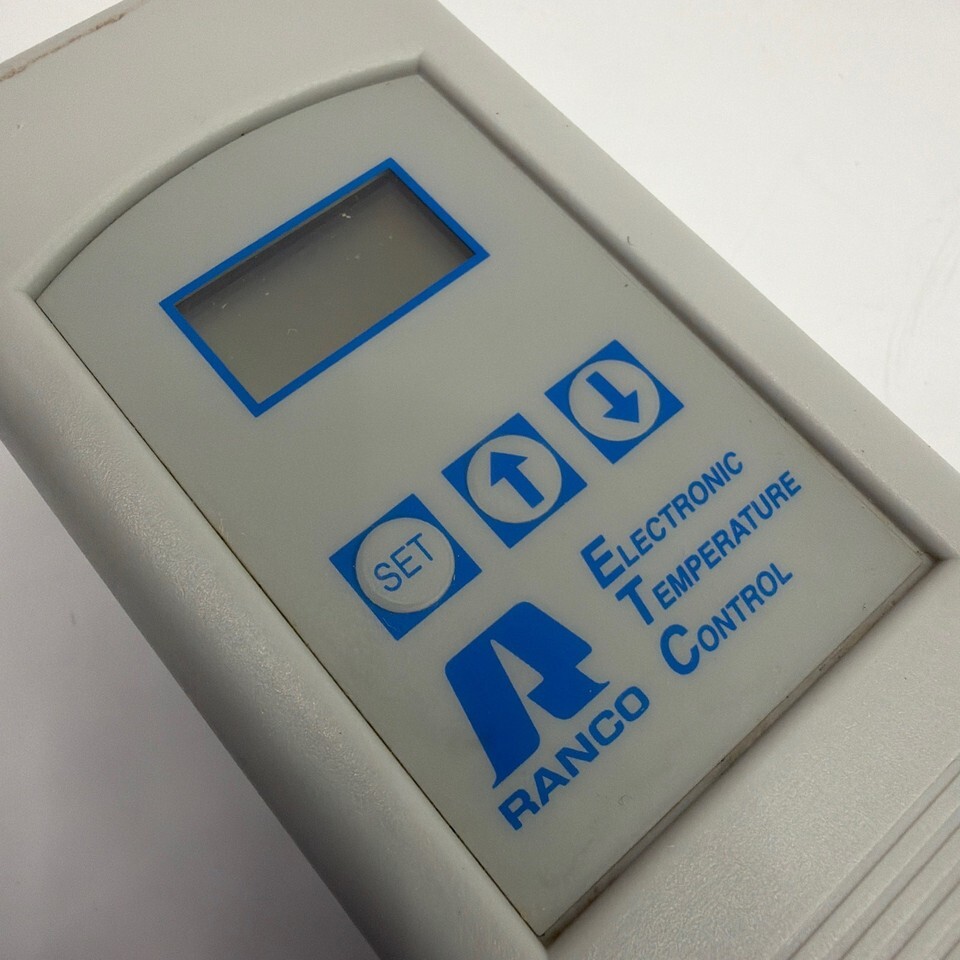 SET
ELECTRONIC
TEMPERATURE
CONTROL
RANCO